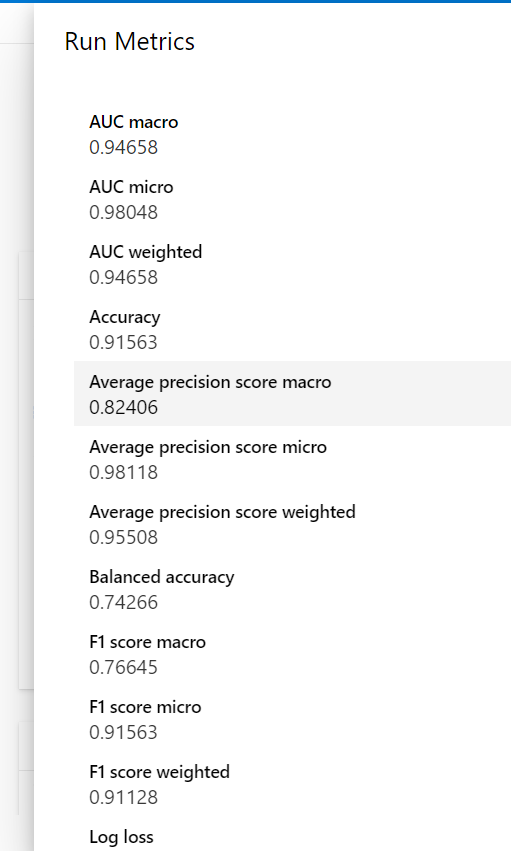 Run Metrics
AUC macro
0.94658
AUC micro
0.98048
AUC weighted
0.94658
Accuracy
0.91563
Average precision score macro
0.82406
Average precision score micro
0.98118
Average precision score weighted
0.95508
Balanced accuracy
0.74266
F1 score macro
0.76645
F1 score micro
0.91563
F1 score weighted
0.91128
Log loss